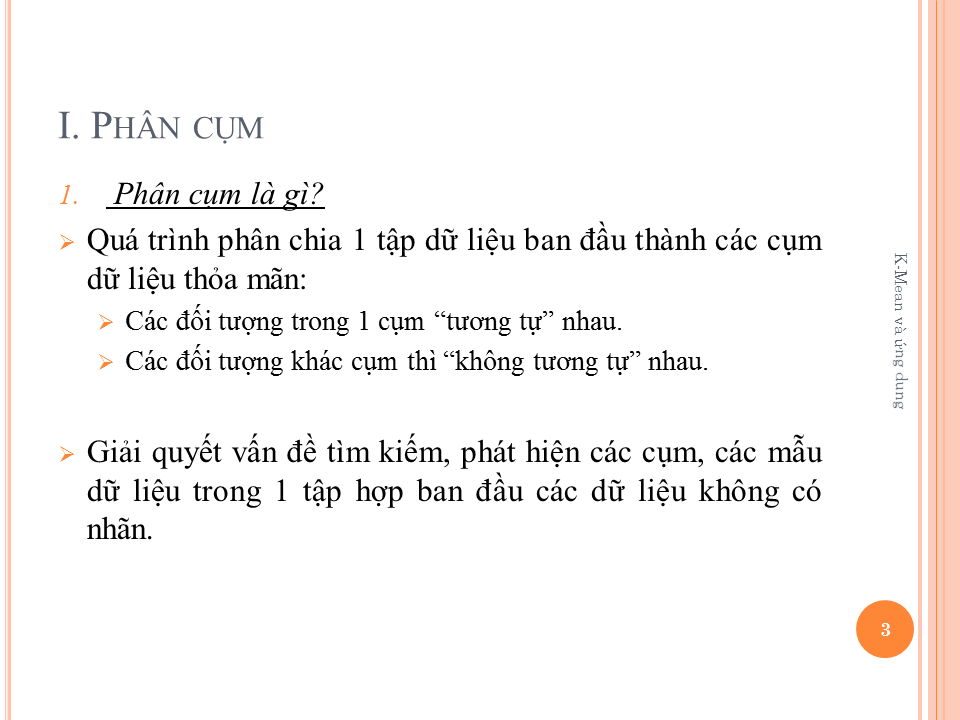 I. PHÂN CỤM
1. Phân cụm là gì?
➢ Quá trình phân chia 1 tập dữ liệu ban đầu thành các cụm
dữ liệu thỏa mãn:
➢ Các đối tượng trong 1 cụm “tương tự” nhau.
➢ Các đối tượng khác cụm thì “không tương tự” nhau.
➢ Giải quyết vấn đề tìm kiếm, phát hiện các cụm, các mẫu
dữ liệu trong 1 tập hợp ban đầu các dữ liệu không có
nhãn.
K-Mean và ứng dung
3